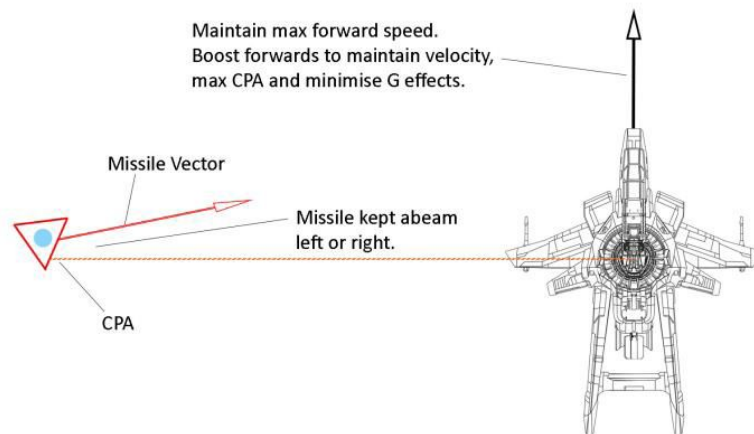 Maintain max forward speed.
Boost forwards to maintain velocity,
max CPA and minimise G effects.
Missile Vector
Missile kept abeam
left or right.
CPA